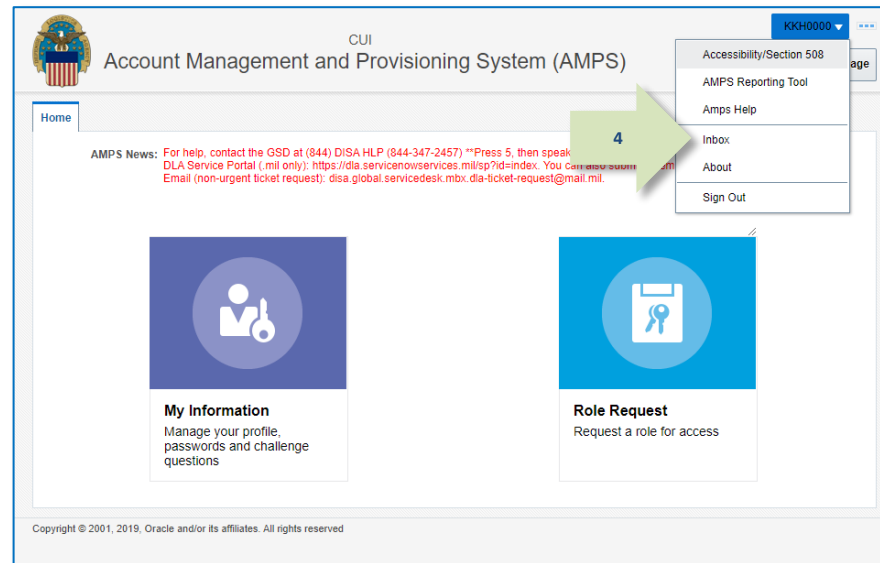 CUI
Account Management and Provisioning System (AMPS)
KKH0000
age
Accessibility/Section 508
AMPS Reporting Tool
Amps Help
Inbox
About
Sign Out
4
Home
AMPS News: For help, contact the GSD at (844) DISA HLP (844-347-2457) **Press 5, then speak
DLA Service Portal (.mil only): https://dla.servicenowservices.mil/sp?id=index. You can also submit
Email (non-urgent ticket request): disa.global.servicedesk.mbx.dla-ticket-request@mail.mil.
My Information
Manage your profile,
passwords and challenge
questions
Role Request
Request a role for access
Copyright © 2001, 2019, Oracle and/or its affiliates. All rights reserved